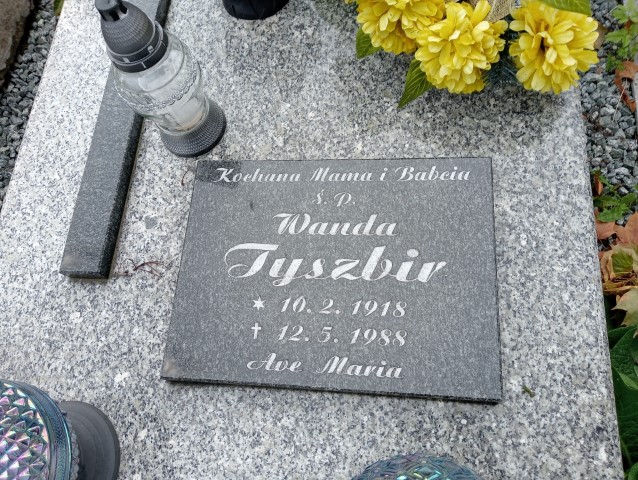 Kochana Mama i Babcia
Ś. P.
Wanda
Tyszbir
* 10. 2. 1918
† 12. 5. 1988
Ave Maria